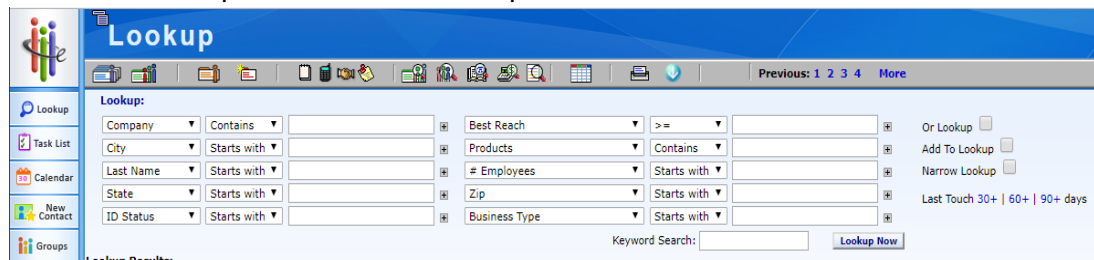 Lookup
Previous: 1 2 3 4 More
Lookup
Task List
30
Calendar
New
Contact
Groups
Lookup:
Company Contains Best Reach >= Or Lookup
City Starts with Products Contains Add To Lookup
Last Name Starts with # Employees Starts with Narrow Lookup
State Starts with Zip Starts with
Last Touch 30+ | 60+ | 90+ days
ID Status Starts with Business Type Starts with
Keyword Search: Lookup Now
Lookup Results: